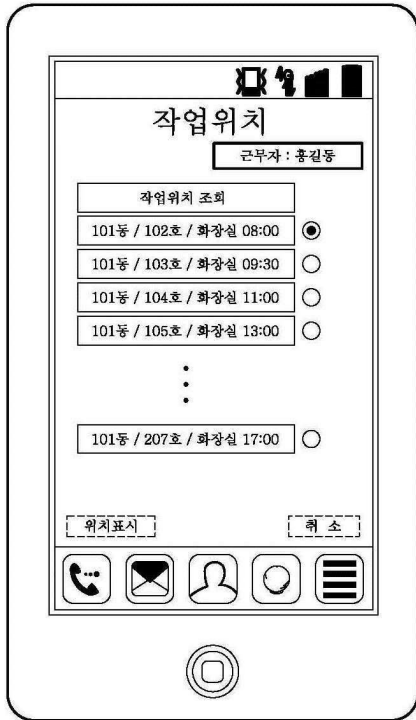 4G
작업위치
근무자 : 홍길동
작업위치 조회
101동 / 102호 / 화장실 08:00
101동 / 103호 / 화장실 09:30
101동 / 104호 / 화장실 11:00
101동 / 105호 / 화장실 13:00
101동 / 207호 / 화장실 17:00
위치표시
취 소